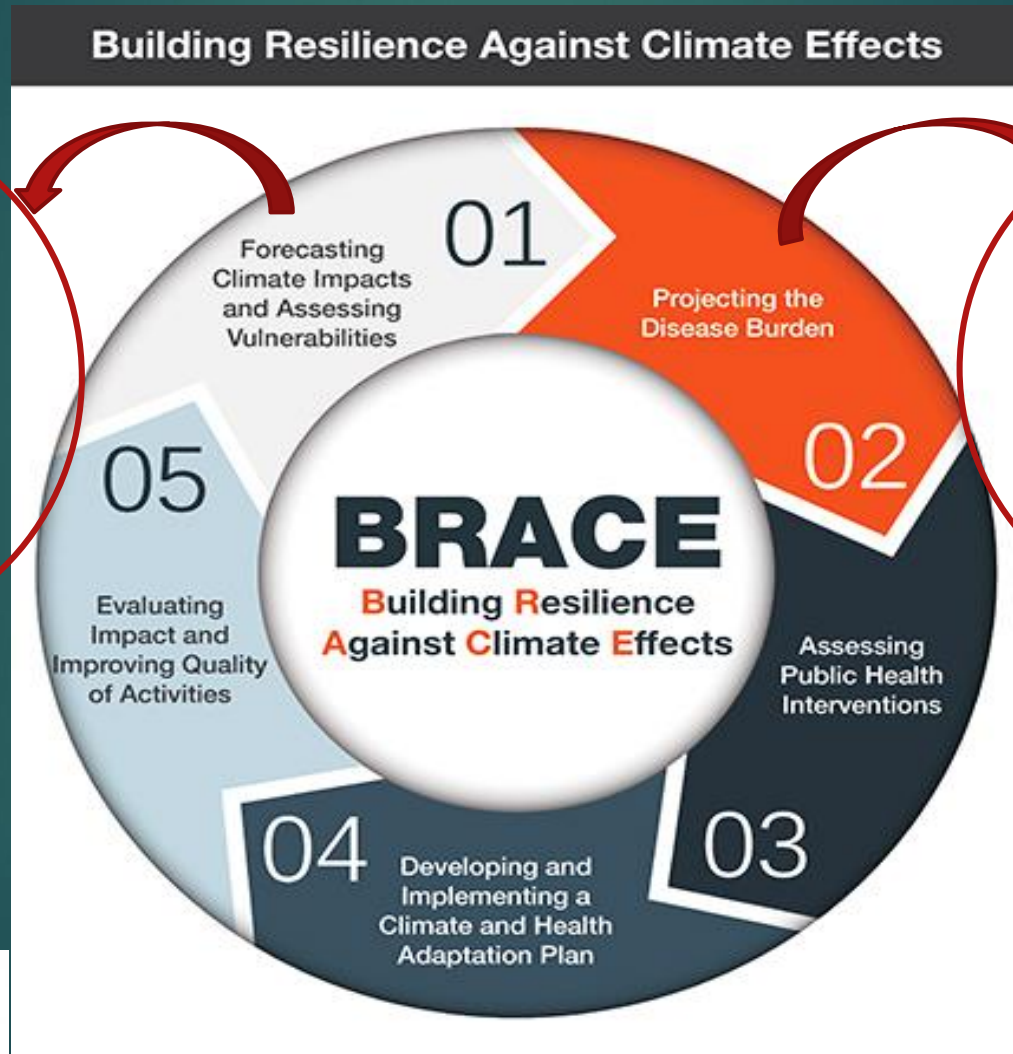 Building Resilience Against Climate Effects
01
Forecasting
Climate Impacts
and Assessing
Vulnerabilities
Projecting the
Disease Burden
02
Assessing
Public Health
Interventions
03
04
Developing and
Implementing a
Climate and Health
Adaptation Plan
05
Evaluating
Impact and
Improving Quality
of Activities
BRACE
Building Resilience
Against Climate Effects